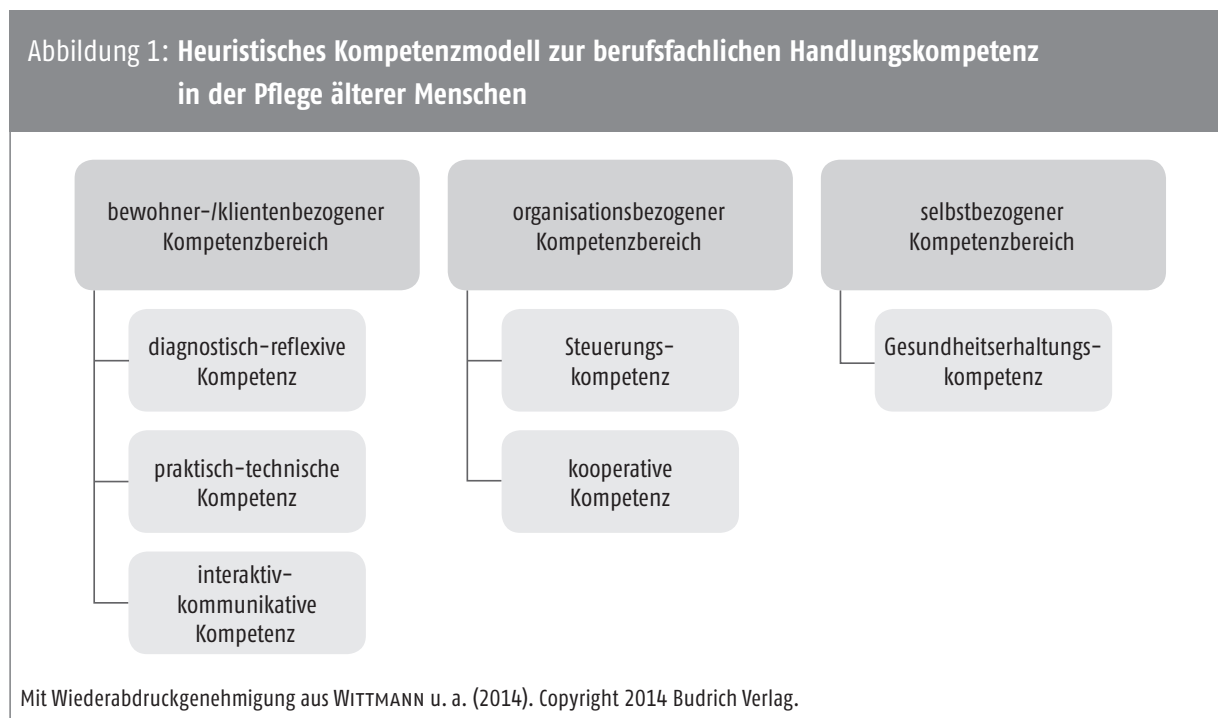 Abbildung 1: Heuristisches Kompetenzmodell zur berufsfachlichen Handlungskompetenz
in der Pflege älterer Menschen
bewohner-/klientenbezogener
Kompetenzbereich
diagnostisch-reflexive
Kompetenz
praktisch-technische
Kompetenz
interaktiv-
kommunikative
Kompetenz
organisationsbezogener
Kompetenzbereich
Steuerungs-
kompetenz
kooperative
Kompetenz
selbstbezogener
Kompetenzbereich
Gesundheitserhaltungs-
kompetenz
Mit Wiederabdruckgenehmigung aus WITTMANN u. a. (2014). Copyright 2014 Budrich Verlag.